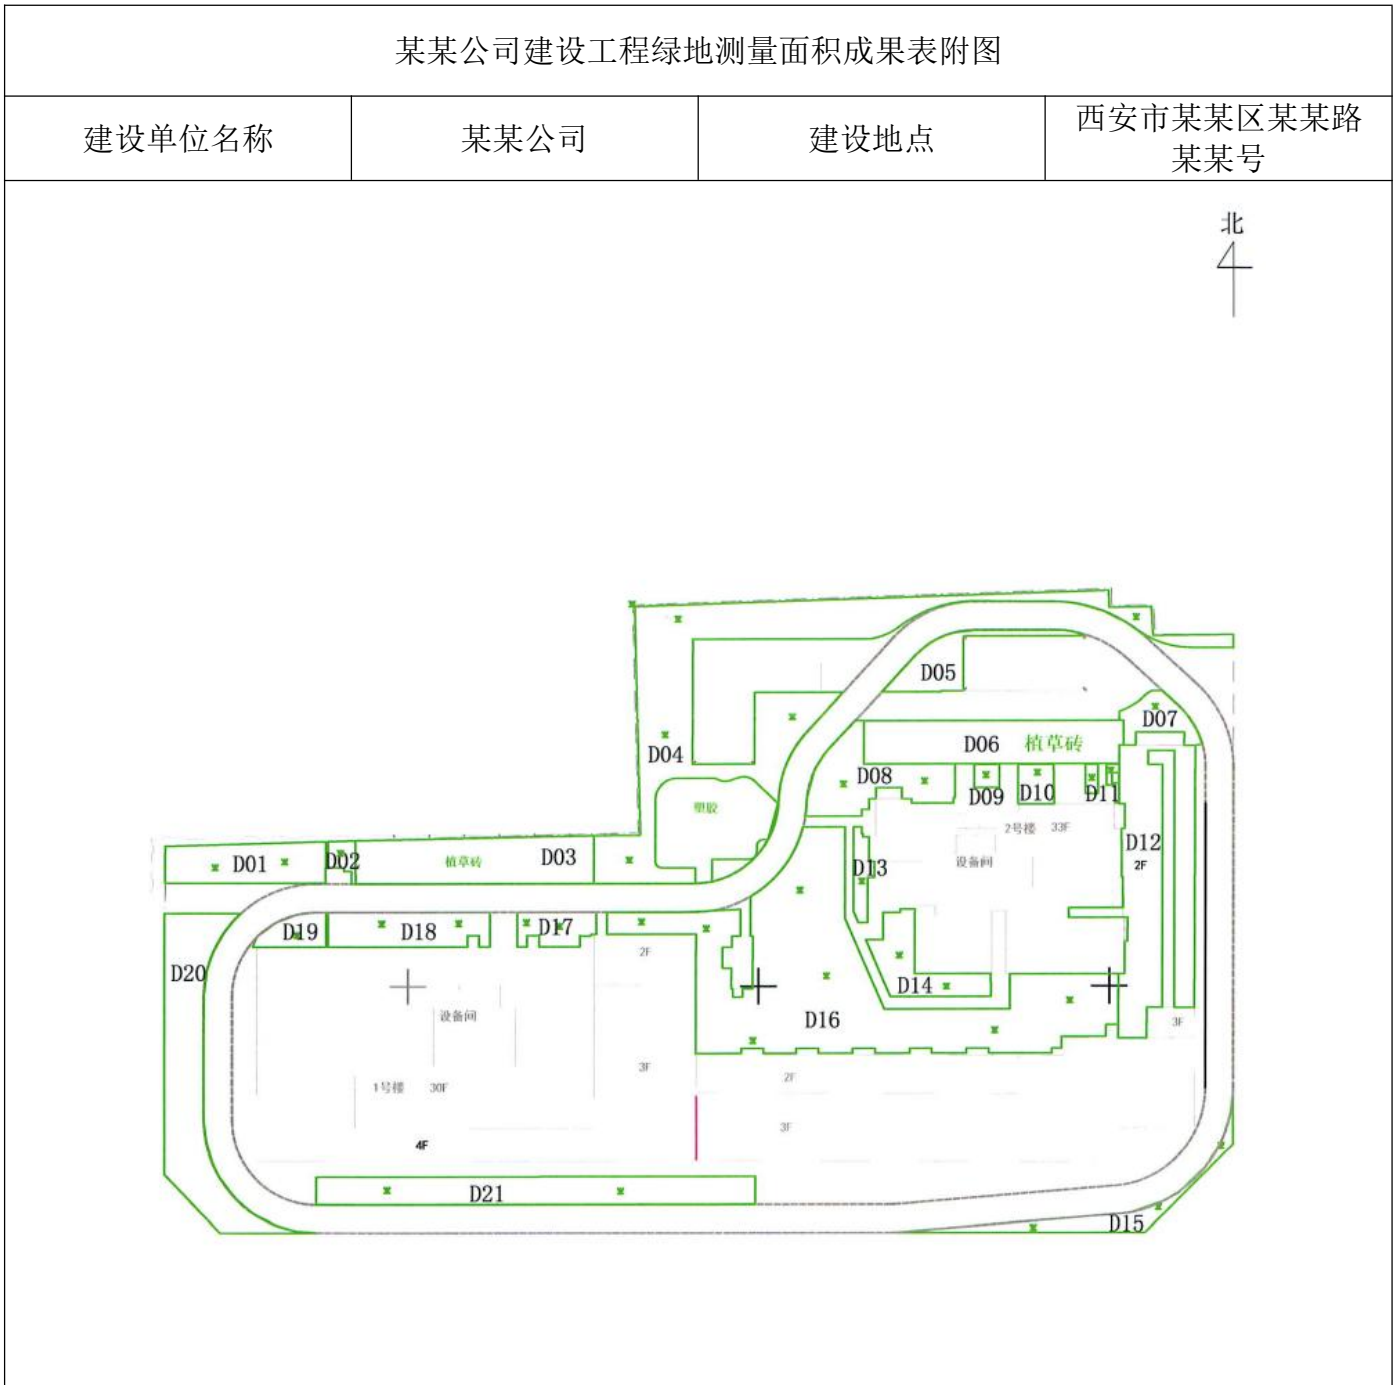 某某公司建设工程绿地测量面积成果表附图
建设单位名称
某某公司
建设地点
西安市某某区某某路
某某号
北
D05
D07
D06 植草砖
D04
D08
D09
D10
D11
塑胶
2号楼 33F
D12
2F
D01
D02
植草砖
D03
D13
设备间
D19
D18
D17
2F
D20
D14
设备间
D16
3F
3F
2F
1号楼 30F
3F
4F
D21
D15